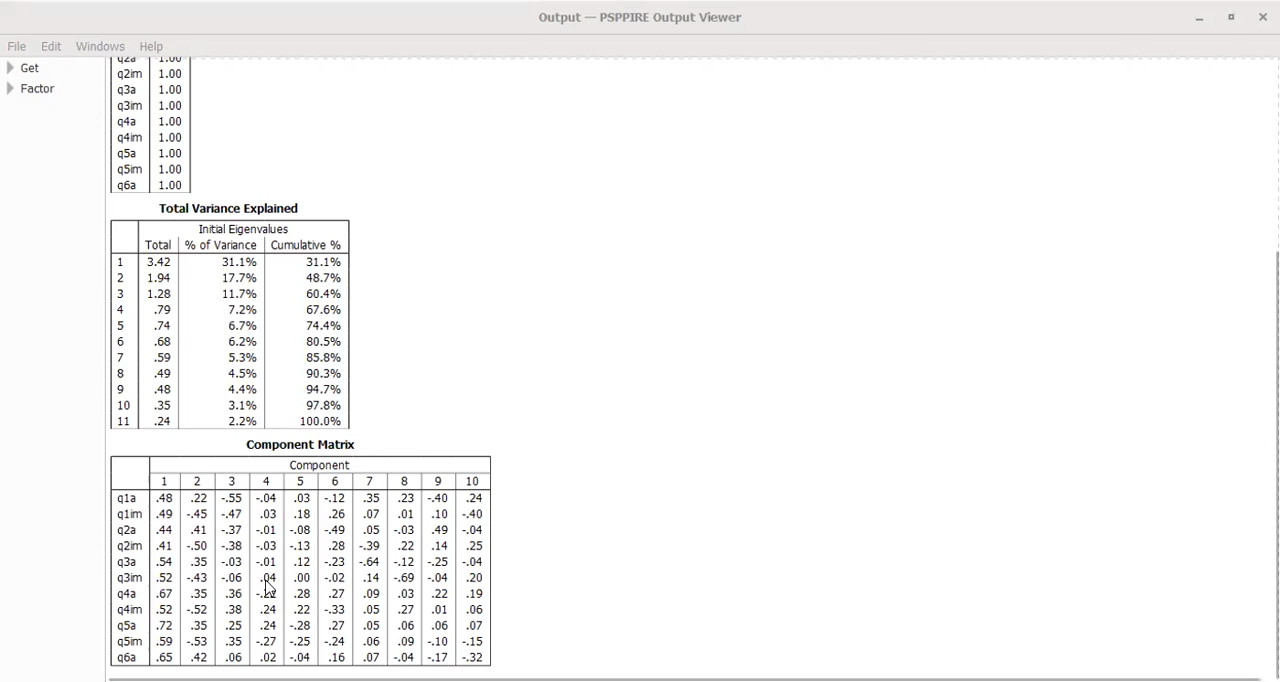 Output — PSPPIRE Output Viewer
File Edit Windows Help
Get
Factor
q2a 1.00
q2im 1.00
q3a 1.00
q3im 1.00
q4a 1.00
q4im 1.00
q5a 1.00
q5im 1.00
q6a 1.00
Total Variance Explained
Initial Eigenvalues
Total % of Variance Cumulative %
1 3.42 31.1% 31.1%
2 1.94 17.7% 48.7%
3 1.28 11.7% 60.4%
4 .79 7.2% 67.6%
5 .74 6.7% 74.4%
6 .68 6.2% 80.5%
7 .59 5.3% 85.8%
8 .49 4.5% 90.3%
9 .48 4.4% 94.7%
10 .35 3.1% 97.8%
11 .24 2.2% 100.0%
Component Matrix
Component
1 2 3 4 5 6 7 8 9 10
q1a .48 .22 -.55 -.04 .03 -.12 .35 .23 -.40 .24
q1im .49 -.45 -.47 .03 .18 .26 .07 .01 .10 -.40
q2a .44 .41 -.37 -.01 -.08 -.49 .05 -.03 .49 -.04
q2im .41 -.50 -.38 -.03 -.13 .28 -.39 .22 .14 .25
q3a .54 .35 -.03 -.01 .12 -.23 -.64 -.12 -.25 -.04
q3im .52 -.43 -.06 .04 .00 -.02 .14 -.69 -.04 .20
q4a .67 .35 .36 .28 .27 .09 .03 .22 .19
q4im .52 -.52 .38 .24 .22 -.33 .05 .27 .01 .06
q5a .72 .35 .25 .24 -.28 .27 .05 .06 .06 .07
q5im .59 -.53 .35 -.27 -.25 -.24 .06 .09 -.10 -.15
q6a .65 .42 .06 .02 -.04 .16 .07 -.04 -.17 -.32